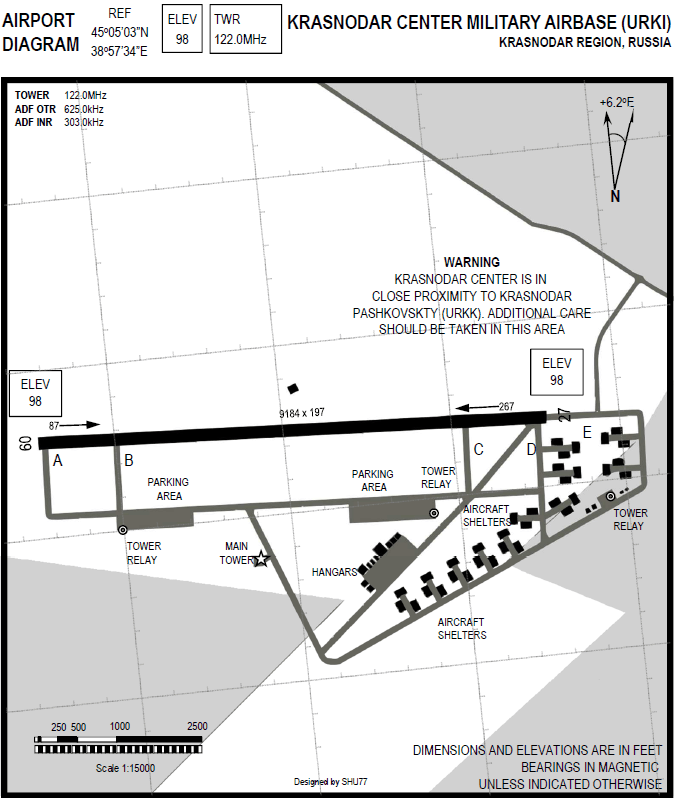 AIRPORT
DIAGRAM
REF
45º05'03"N
38º57'34"E
ELEV
98
TWR
122.0MHz
KRASNODAR CENTER MILITARY AIRBASE (URKI)
KRASNODAR REGION, RUSSIA
TOWER 122.0MHz
ADF OTR 625.0kHz
ADF INR 303.0kHz
+6.2ºE
N
WARNING
KRASNODAR CENTER IS IN
CLOSE PROXIMITY TO KRASNODAR
PASHKOVSKTY (URKK). ADDITIONAL CARE
SHOULD BE TAKEN IN THIS AREA
ELEV
98
ELEV
98
87
9184 x 197
267
09
27
A
B
C
D
E
PARKING
AREA
PARKING
AREA
TOWER
RELAY
AIRCRAFT
SHELTERS
TOWER
RELAY
TOWER
RELAY
MAIN
TOWER
HANGARS
AIRCRAFT
SHELTERS
250 500 1000 2500
Scale 1:15000
Designed by SHU77
DIMENSIONS AND ELEVATIONS ARE IN FEET
BEARINGS IN MAGNETIC
UNLESS INDICATED OTHERWISE